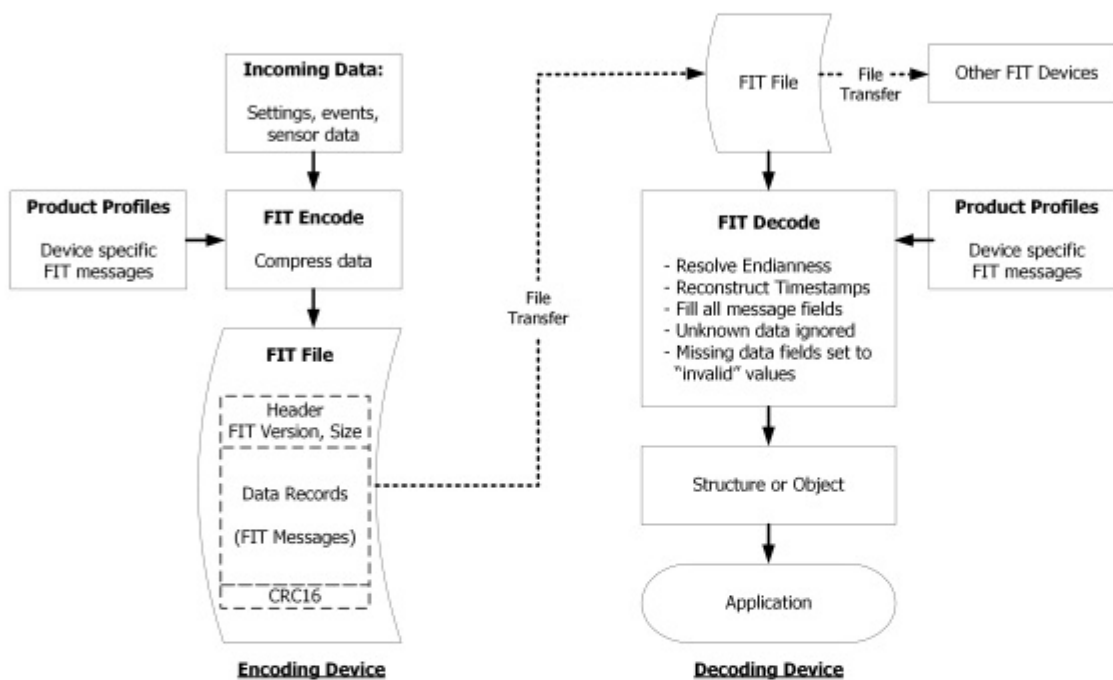 Incoming Data:
Settings, events,
sensor data
Product Profiles
Device specific
FIT messages
FIT Encode
Compress data
FIT File
Header
FIT Version, Size
Data Records
(FIT Messages)
CRC16
Encoding Device
File
Transfer
FIT File
File
Transfer
Other FIT Devices
FIT Decode
- Resolve Endianness
- Reconstruct Timestamps
- Fill all message fields
- Unknown data ignored
- Missing data fields set to
“invalid” values
Product Profiles
Device specific
FIT messages
Structure or Object
Application
Decoding Device